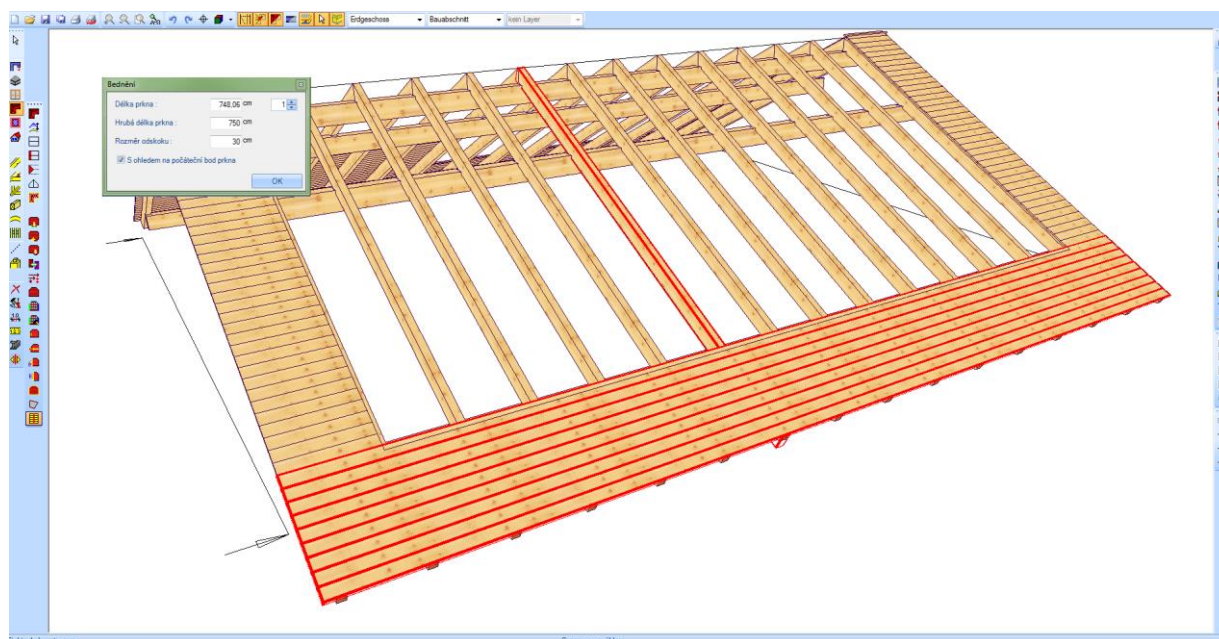 Erdgeschoss
Bauabschnitt
kein Layer
Bednění
Délka prkna :
748,06 cm
1
Hrubá délka prkna :
750 cm
Rozměr odskoku :
30 cm
S ohledem na počáteční bod prkna
OK